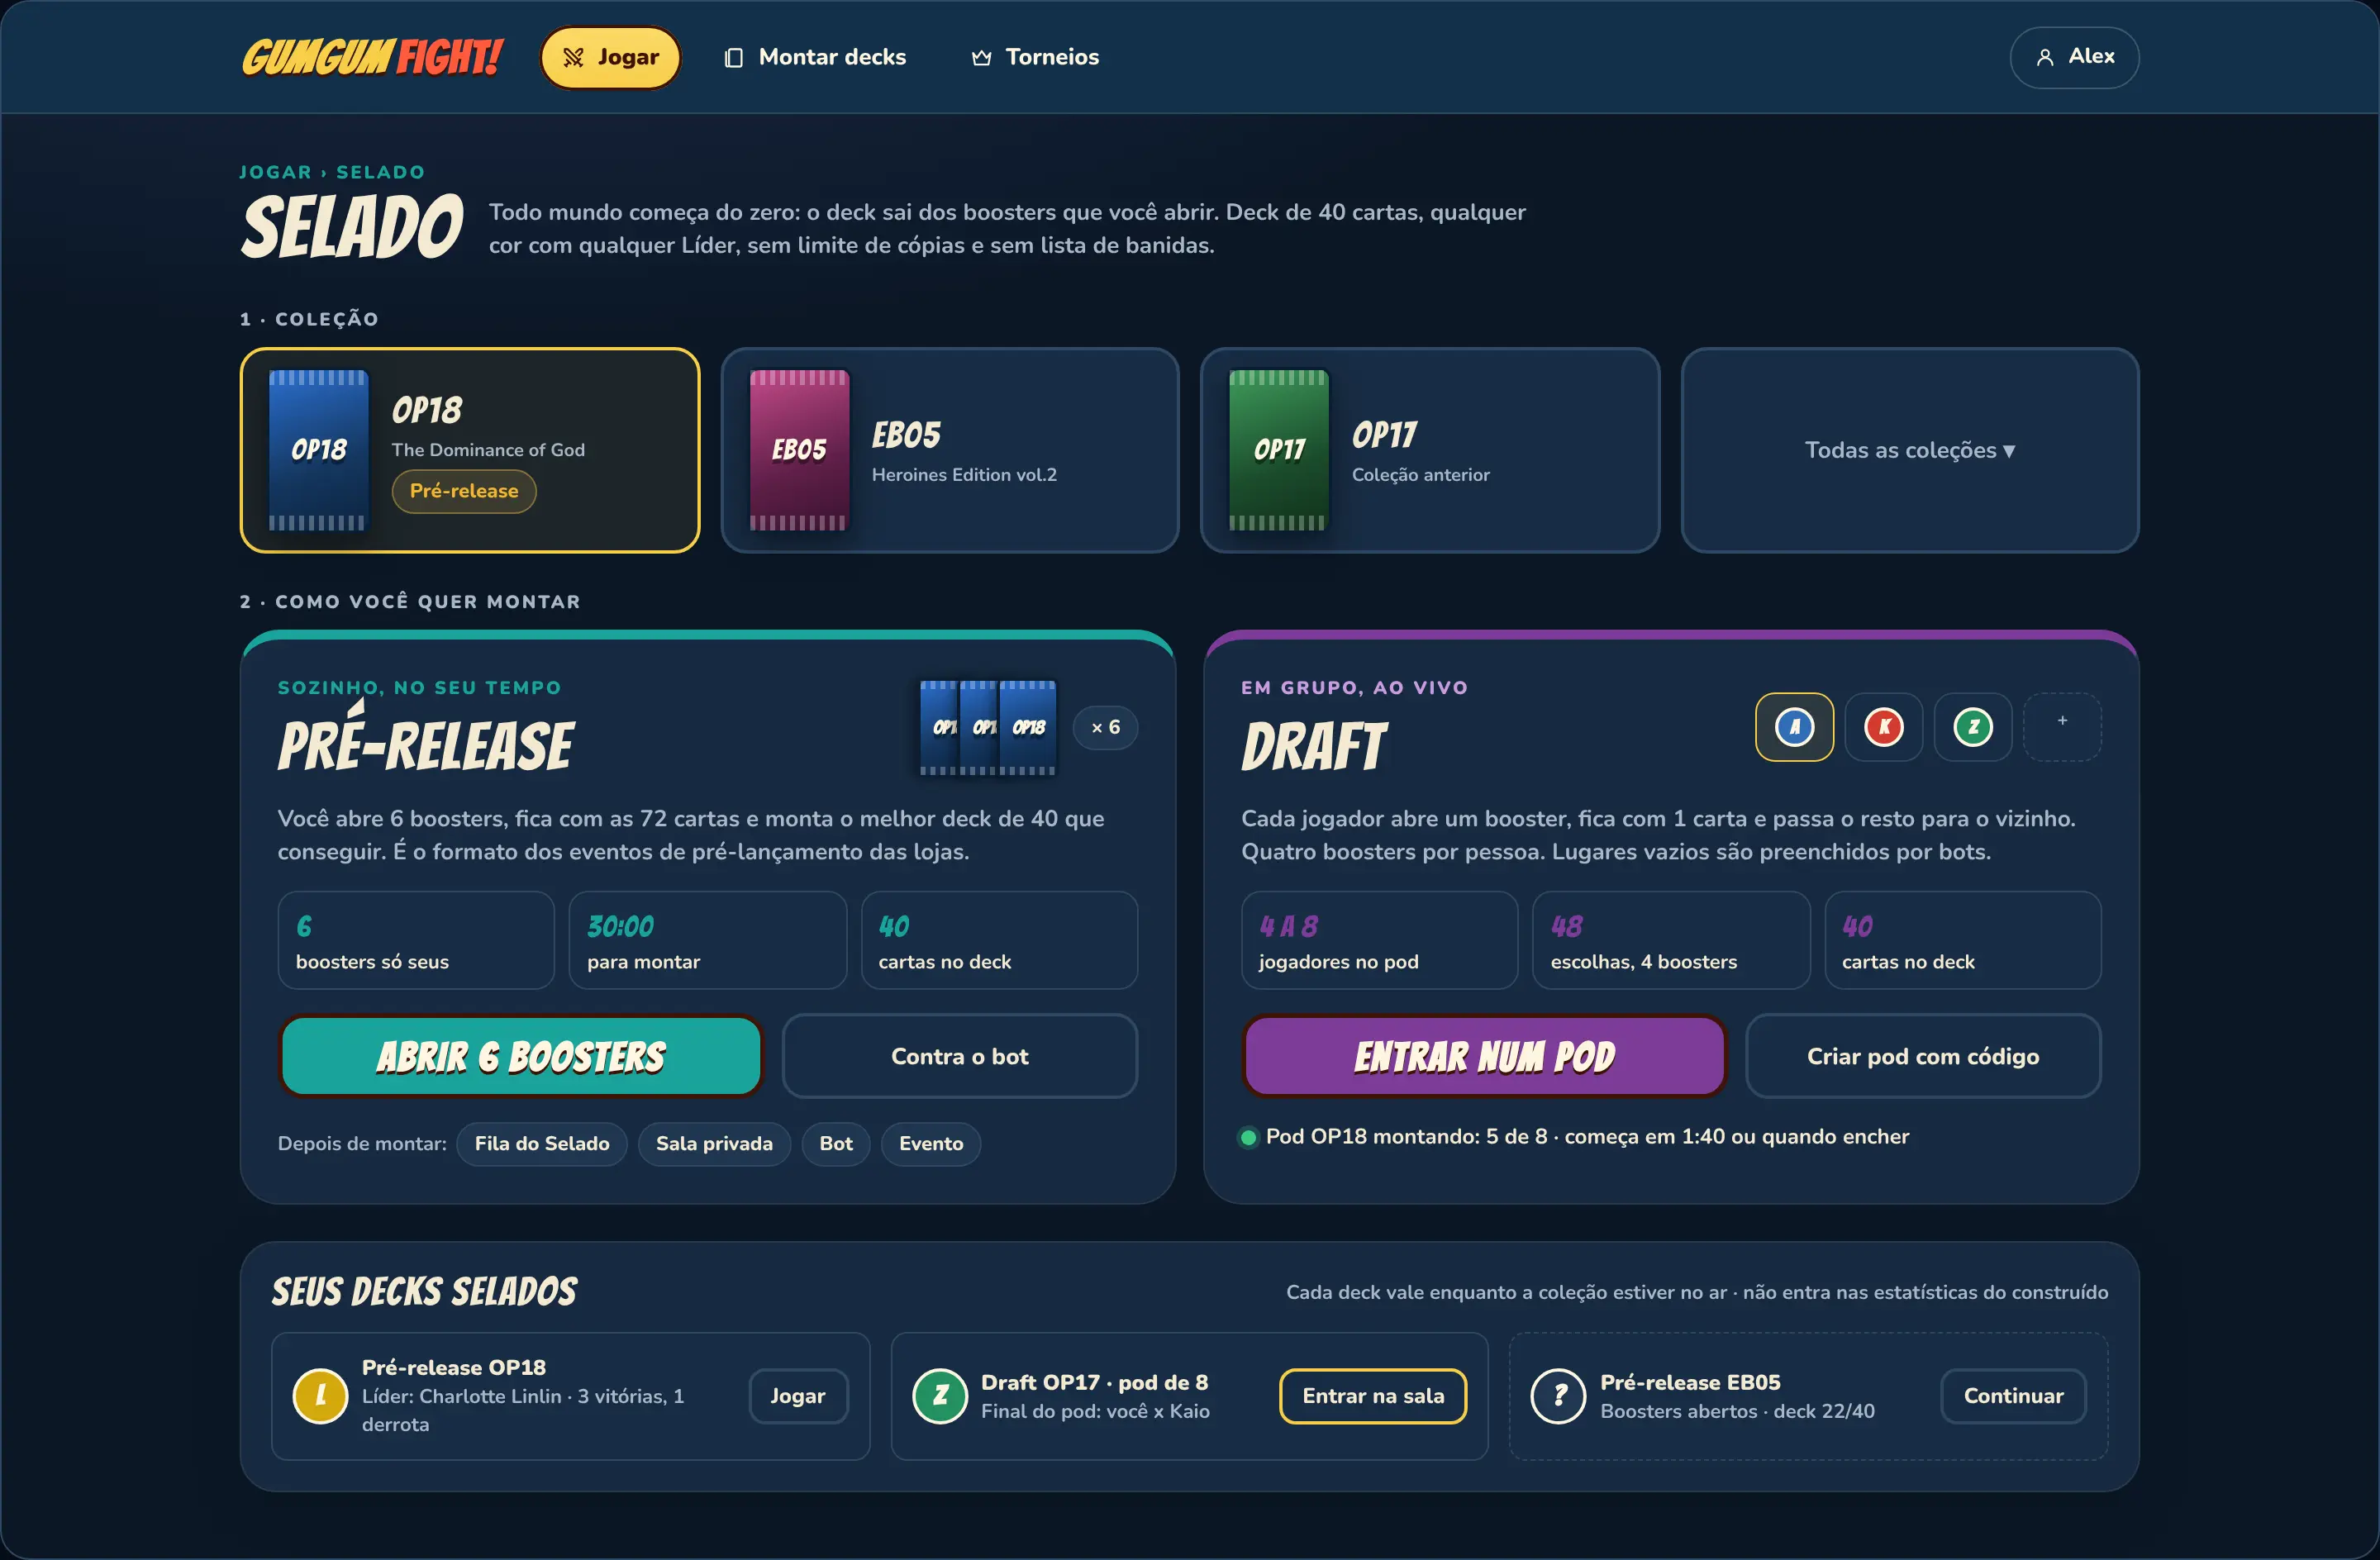 GUMGUM FIGHT!
Jogar
Montar decks
Torneios
Alex
JOGAR › SELADO
SELADO
Todo mundo começa do zero: o deck sai dos boosters que você abrir. Deck de 40 cartas, qualquer
cor com qualquer Líder, sem limite de cópias e sem lista de banidas.
1 · COLEÇÃO
OP18
OP18
The Dominance of God
Pré-release
EB05
EB05
Heroines Edition vol.2
OP17
OP17
Coleção anterior
Todas as coleções ▾
2 · COMO VOCÊ QUER MONTAR
SOZINHO, NO SEU TEMPO
PRÉ-RELEASE
OP1
OP1
OP18
× 6
Você abre 6 boosters, fica com as 72 cartas e monta o melhor deck de 40 que
conseguir. É o formato dos eventos de pré-lançamento das lojas.
6
boosters só seus
30:00
para montar
40
cartas no deck
ABRIR 6 BOOSTERS
Contra o bot
Depois de montar:
Fila do Selado
Sala privada
Bot
Evento
EM GRUPO, AO VIVO
DRAFT
A
K
Z
+
Cada jogador abre um booster, fica com 1 carta e passa o resto para o vizinho.
Quatro boosters por pessoa. Lugares vazios são preenchidos por bots.
4 A 8
jogadores no pod
48
escolhas, 4 boosters
40
cartas no deck
ENTRAR NUM POD
Criar pod com código
Pod OP18 montando: 5 de 8 · começa em 1:40 ou quando encher
SEUS DECKS SELADOS
Cada deck vale enquanto a coleção estiver no ar · não entra nas estatísticas do construído
L
Pré-release OP18
Líder: Charlotte Linlin · 3 vitórias, 1
derrota
Jogar
Z
Draft OP17 · pod de 8
Final do pod: você x Kaio
Entrar na sala
?
Pré-release EB05
Boosters abertos · deck 22/40
Continuar